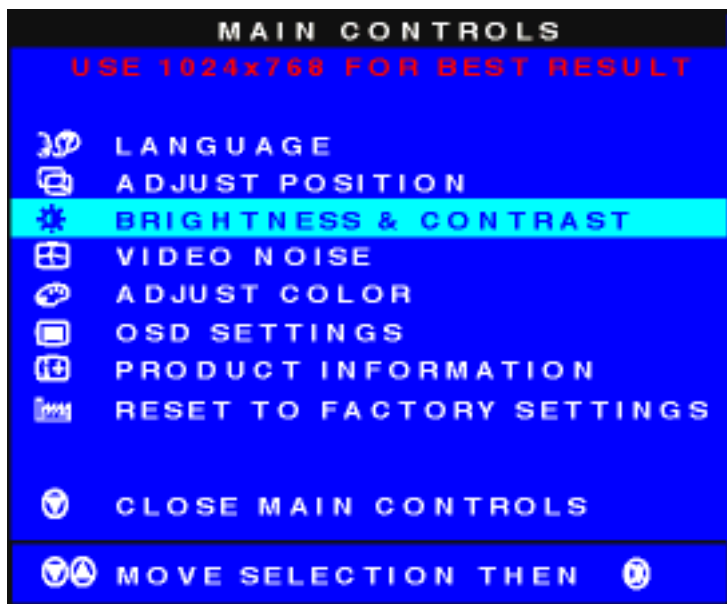 MAIN CONTROLS
USE 1024x768 FOR BEST RESULT
LANGUAGE
ADJUST POSITION
BRIGHTNESS & CONTRAST
VIDEO NOISE
ADJUST COLOR
OSD SETTINGS
PRODUCT INFORMATION
RESET TO FACTORY SETTINGS
CLOSE MAIN CONTROLS
MOVE SELECTION THEN OK